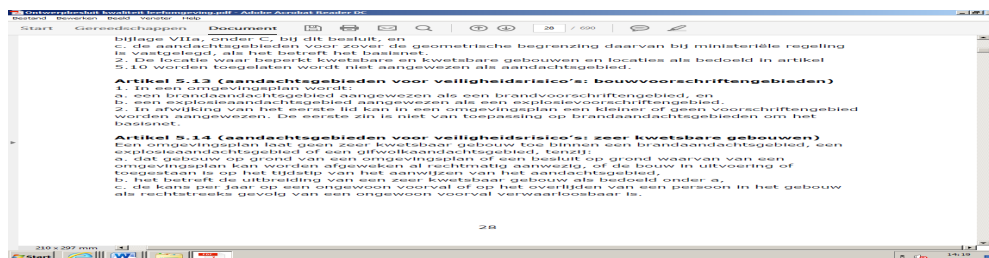 Ontwerpbesluit kwaliteit leefomgeving.pdf - Adobe Acrobat Reader DC
Bestand Bewerken Beeld Venster Help
Start Gereedschappen Document 28 / 690
bijlage VIIa, onder C, bij dit besluit, en
c. de aandachtsgebieden voor zover de geometrische begrenzing daarvan bij ministeriële regeling
is vastgelegd, als het betreft het basisnet.
2. De locatie waar beperkt kwetsbare en kwetsbare gebouwen en locaties als bedoeld in artikel
5.10 worden toegelaten wordt niet aangewezen als aandachtsgebied.
Artikel 5.13 (aandachtsgebieden voor veiligheidsrisico's: bouwvoorschriftengebieden)
1. In een omgevingsplan wordt:
a. een brandaandachtsgebied aangewezen als een brandvoorschriftengebied, en
b. een explosieaandachtsgebied aangewezen als een explosievoorschriftengebied.
2. In afwijking van het eerste lid kan in een omgevingsplan een kleiner of geen voorschriftengebied
worden aangewezen. De eerste zin is niet van toepassing op brandaandachtsgebieden om het
basisnet.
Artikel 5.14 (aandachtsgebieden voor veiligheidsrisico's: zeer kwetsbare gebouwen)
Een omgevingsplan laat geen zeer kwetsbaar gebouw toe binnen een brandaandachtsgebied, een
explosieaandachtsgebied of een gifwolkaandachtsgebied, tenzij:
a. dat gebouw op grond van een omgevingsplan of een besluit op grond waarvan van een
omgevingsplan kan worden afgeweken al rechtmatig aanwezig, of de bouw in uitvoering of
toegestaan is op het tijdstip van het aanwijzen van het aandachtsgebied,
b. het betreft de uitbreiding van een zeer kwetsbaar gebouw als bedoeld onder a,
c. de kans per jaar op een ongewoon voorval of op het overlijden van een persoon in het gebouw
als rechtstreeks gevolg van een ongewoon voorval verwaarloosbaar is.
28
210 x 297 mm
Start 14:19